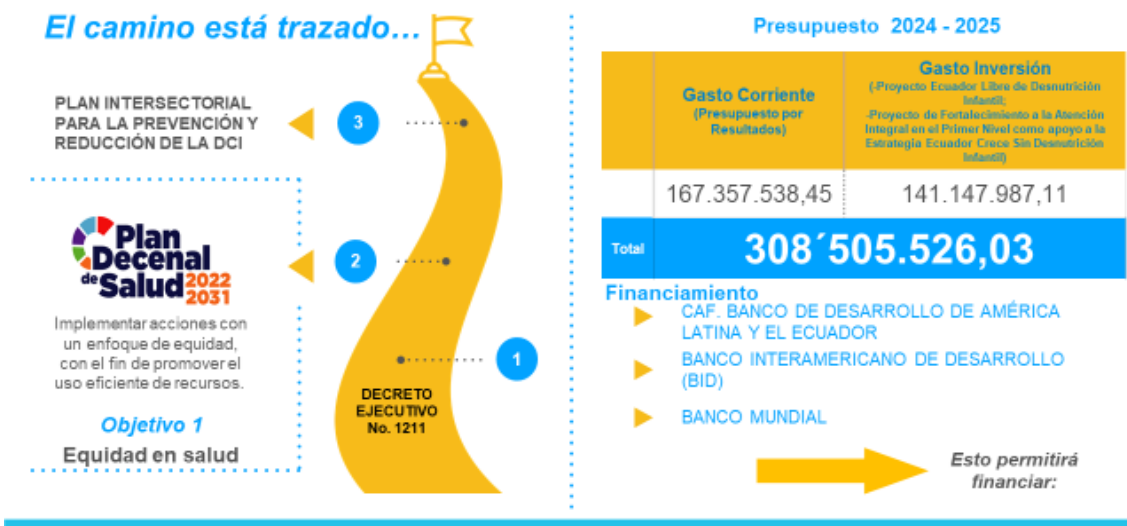 El camino está trazado...
PLAN INTERSECTORIAL
PARA LA PREVENCIÓN Y
REDUCCIÓN DE LA DCI
3
Plan
Decenal
de Salud 2022
2031
2
Implementar acciones con
un enfoque de equidad,
con el fin de promover el
uso eficiente de recursos.
Objetivo 1
Equidad en salud
1
DECRETO
EJECUTIVO
No. 1211
Presupuesto 2024 - 2025
Gasto Corriente
(Presupuesto por
Resultados)
Gasto Inversión
(-Proyecto Ecuador Libre de Desnutrición
Infantil;
-Proyecto de Fortalecimiento a la Atención
Integral en el Primer Nivel como apoyo a la
Estrategia Ecuador Crece Sin Desnutrición
Infantil)
167.357.538,45
141.147.987,11
Total
308´505.526,03
Financiamiento
CAF. BANCO DE DESARROLLO DE AMÉRICA
LATINA Y EL ECUADOR
BANCO INTERAMERICANO DE DESARROLLO
(BID)
BANCO MUNDIAL
Esto permitirá
financiar: